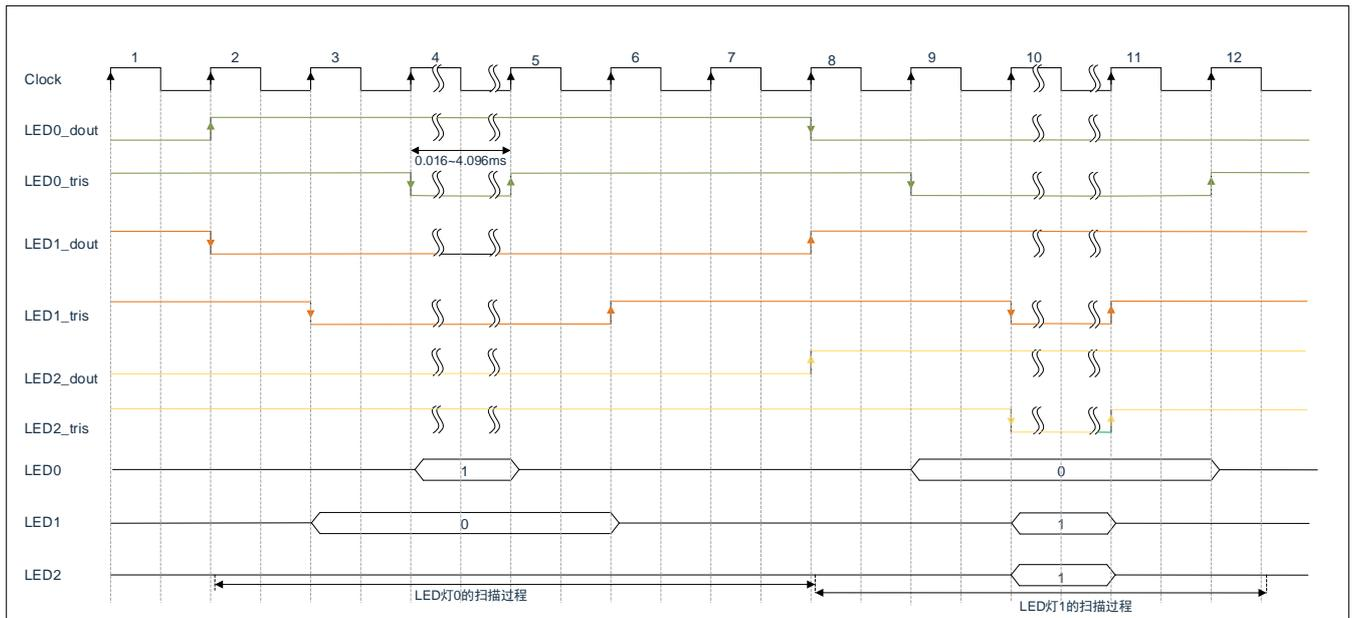 1 2 3 4 5 6 7 8 9 10 11 12
Clock
LED0_dout
0.016~4.096ms
LED0_tris
LED1_dout
LED1_tris
LED2_dout
LED2_tris
LED0 1 0
LED1 0 1
LED2 1
LED灯0的扫描过程
LED灯1的扫描过程